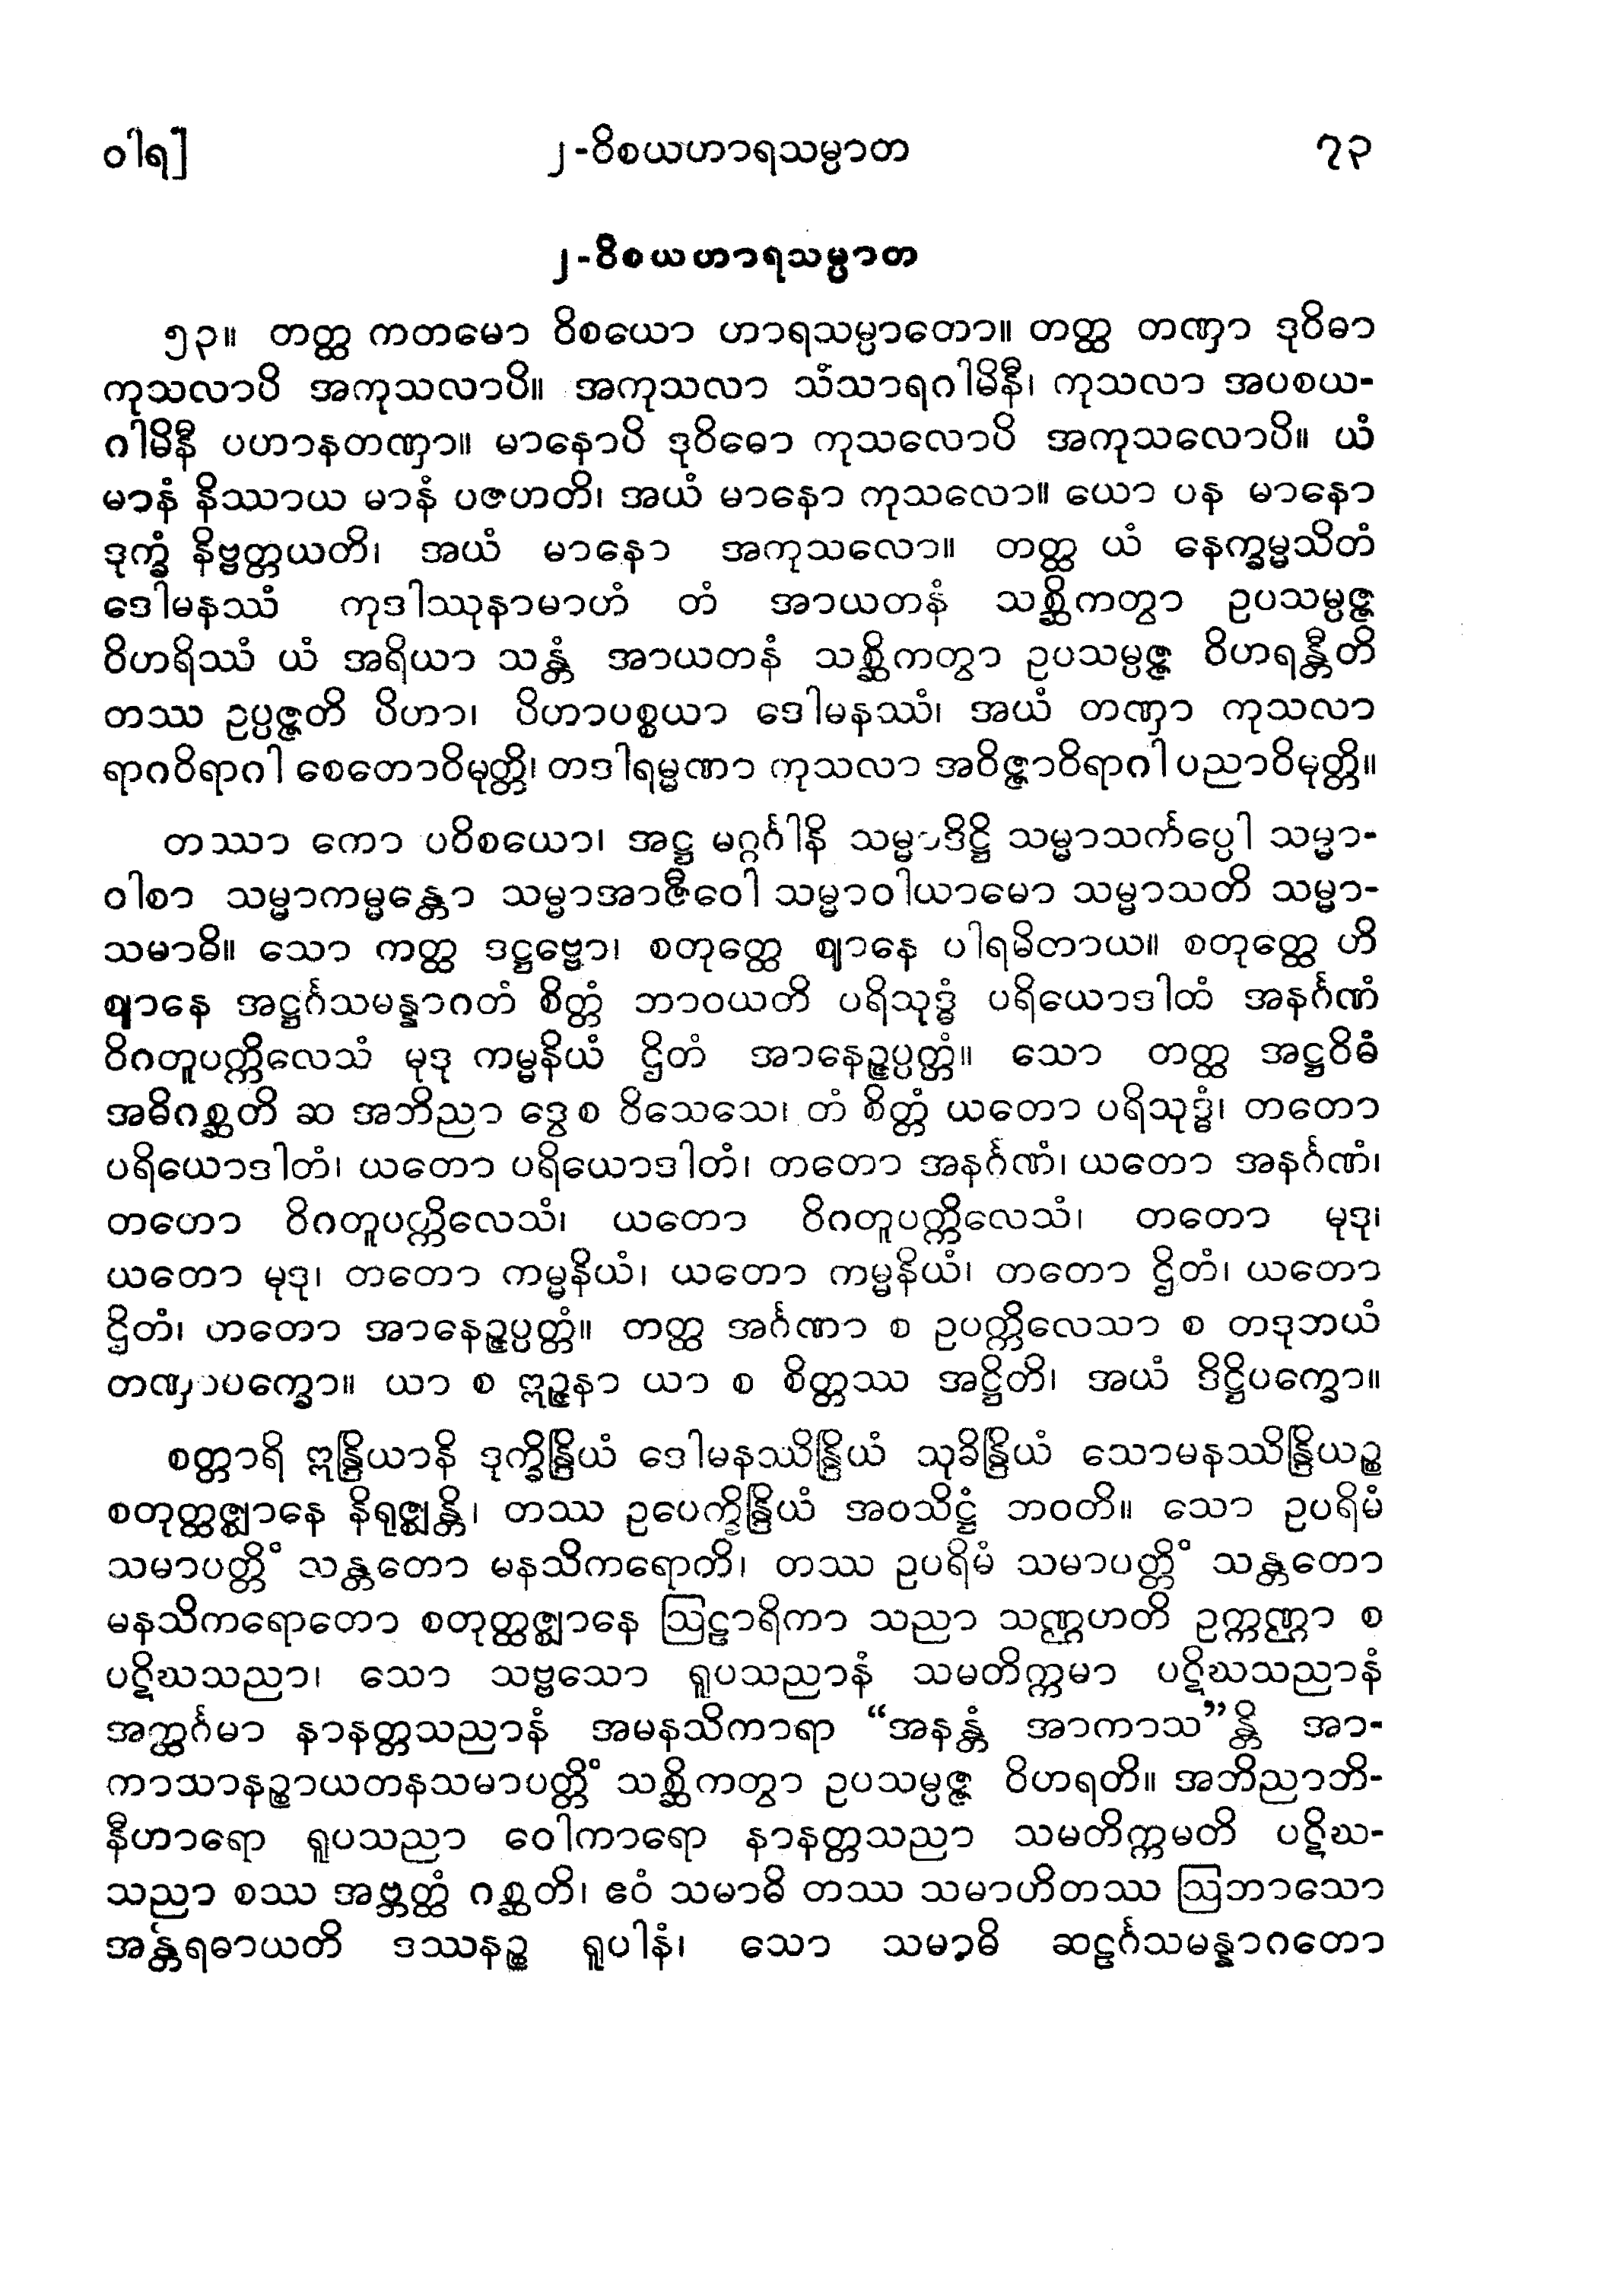 ဝါရ]
၂-ဝိစယဟာရသမ္ပာတ
၇၃
၂-ဝိစယဟာရသမ္ပာတ
၅၃။ တတ္ထ ကတမော ဝိစယော ဟာရသမ္ပာတော။ တတ္ထ တဏှာ ဒုဝိဓာ
ကုသလာပိ အကုသလာပိ။ အကုသလာ သံသာရဂါမိနီ၊ ကုသလာ အပစယ-
ဂါမိနီ ပဟာနတဏှာ။ မာနောပိ ဒုဝိဓော ကုသလောပိ အကုသလောပိ။ ယံ
မာနံ နိဿာယ မာနံ ပဇဟတိ၊ အယံ မာနော ကုသလော။ ယော ပန မာနော
ဒုက္ခံ နိဗ္ဗတ္တယတိ၊ အယံ မာနော အကုသလော။ တတ္ထ ယံ နေက္ခမ္မသိတံ
ဒေါမနဿံ ကုဒါဿုနာမာဟံ တံ အာယတနံ သစ္ဆိကတွာ ဥပသမ္ပဇ္ဇ
ဝိဟရိဿံ ယံ အရိယာ သန္တံ အာယတနံ သစ္ဆိကတွာ ဥပသမ္ပဇ္ဇ ဝိဟရန္တီတိ
တဿ ဥပ္ပဇ္ဇတိ ပိဟာ၊ ပိဟာပစ္စယာ ဒေါမနဿံ၊ အယံ တဏှာ ကုသလာ
ရာဂဝိရာဂါ စေတောဝိမုတ္တိ၊ တဒါရမ္မဏာ ကုသလာ အဝိဇ္ဇာဝိရာဂါ ပညာဝိမုတ္တိ။
တဿာ ကော ပဝိစယော၊ အဋ္ဌ မဂ္ဂင်္ဂါနိ သမ္မာဒိဋ္ဌိ သမ္မာသင်္ကပ္ပေါ သမ္မာ-
ဝါစာ သမ္မာကမ္မန္တော သမ္မာအာဇီဝေါ သမ္မာဝါယာမော သမ္မာသတိ သမ္မာ-
သမာဓိ။ သော ကတ္ထ ဒဋ္ဌဗ္ဗော၊ စတုတ္ထေ ဈာနေ ပါရမိတာယ။ စတုတ္ထေ ဟိ
ဈာနေ အဋ္ဌင်္ဂသမန္နာဂတံ စိတ္တံ ဘာဝယတိ ပရိသုဒ္ဓံ ပရိယောဒါတံ အနင်္ဂဏံ
ဝိဂတူပက္ကိလေသံ မုဒု ကမ္မနိယံ ဌိတံ အာနေဉ္ဇပ္ပတ္တံ။ သော တတ္ထ အဋ္ဌဝိဓံ
အဓိဂစ္ဆတိ ဆ အဘိညာ ဒွေ စ ဝိသေသေ၊ တံ စိတ္တံ ယတော ပရိသုဒ္ဓံ၊ တတော
ပရိယောဒါတံ၊ ယတော ပရိယောဒါတံ၊ တတော အနင်္ဂဏံ၊ ယတော အနင်္ဂဏံ၊
တတော ဝိဂတူပက္ကိလေသံ၊ ယတော ဝိဂတူပက္ကိလေသံ၊ တတော မုဒု၊
ယတော မုဒု၊ တတော ကမ္မနိယံ၊ ယတော ကမ္မနိယံ၊ တတော ဌိတံ၊ ယတော
ဌိတံ၊ တတော အာနေဉ္ဇပ္ပတ္တံ။ တတ္ထ အင်္ဂဏာ စ ဥပက္ကိလေသာ စ တဒုဘယံ
တဏှာပက္ခော။ ယာ စ ဣဉ္ဇနာ ယာ စ စိတ္တဿ အဋ္ဌိတိ၊ အယံ ဒိဋ္ဌိပက္ခော။
စတ္တာရိ ဣန္ဒြိယာနိ ဒုက္ခိန္ဒြိယံ ဒေါမနဿိန္ဒြိယံ သုခိန္ဒြိယံ သောမနဿိန္ဒြိယဉ္စ
စတုတ္ထဇ္ဈာနေ နိရုဇ္ဈန္တိ၊ တဿ ဥပေက္ခိန္ဒြိယံ အဝသိဋ္ဌံ ဘဝတိ။ သော ဥပရိမံ
သမာပတ္တိံ သန္တတော မနသိကရောတိ၊ တဿ ဥပရိမံ သမာပတ္တိံ သန္တတော
မနသိကရောတော စတုတ္ထဇ္ဈာနေ ဩဠာရိကာ သညာ သဏ္ဌဟတိ ဥက္ကဏ္ဌာ စ
ပဋိဃသညာ၊ သော သဗ္ဗသော ရူပသညာနံ သမတိက္ကမာ ပဋိဃသညာနံ
အတ္ထင်္ဂမာ နာနတ္တသညာနံ အမနသိကာရာ “အနန္တံ အာကာသ”န္တိ အာ-
ကာသာနဉ္စာယတနသမာပတ္တိံ သစ္ဆိကတွာ ဥပသမ္ပဇ္ဇ ဝိဟရတိ။ အဘိညာဘိ-
နီဟာရော ရူပသညာ ဝေါကာရော နာနတ္တသညာ သမတိက္ကမတိ ပဋိဃ-
သညာ စဿ အဗ္ဘတ္ထံ ဂစ္ဆတိ၊ ဧဝံ သမာဓိ တဿ သမာဟိတဿ ဩဘာသော
အန္တရဓာယတိ ဒဿနဉ္စ ရူပါနံ၊ သော သမာဓိ ဆဠင်္ဂသမန္နာဂတော